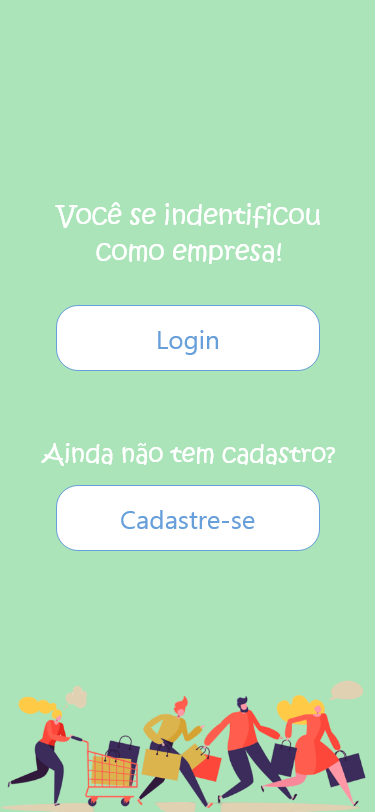 Você se indentificou
como empresa!
Login
Ainda não tem cadastro?
Cadastre-se